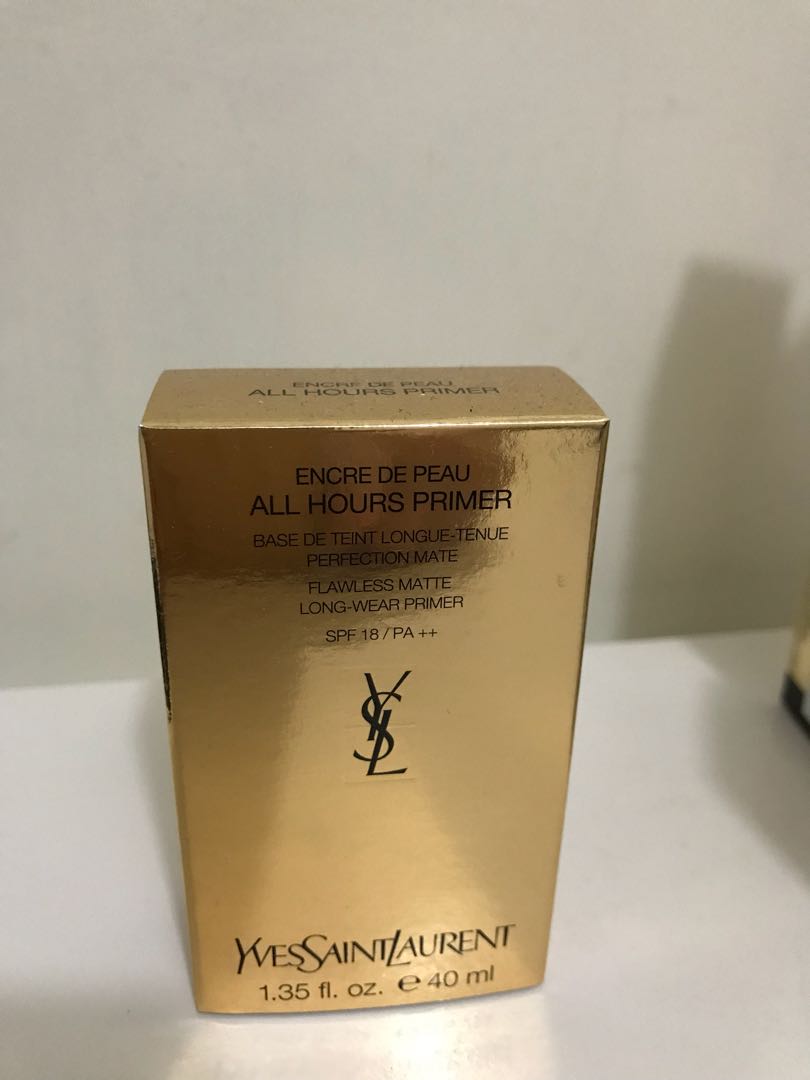 ENCRE DE PEAU
ALL HOURS PRIMER
ENCRE DE PEAU
ALL HOURS PRIMER
BASE DE TEINT LONGUE-TENUE
PERFECTION MATE
FLAWLESS MATTE
LONG-WEAR PRIMER
SPF 18 / PA ++
YSL
YVESSAINTLAURENT
1.35 fl. oz. ℮ 40 ml